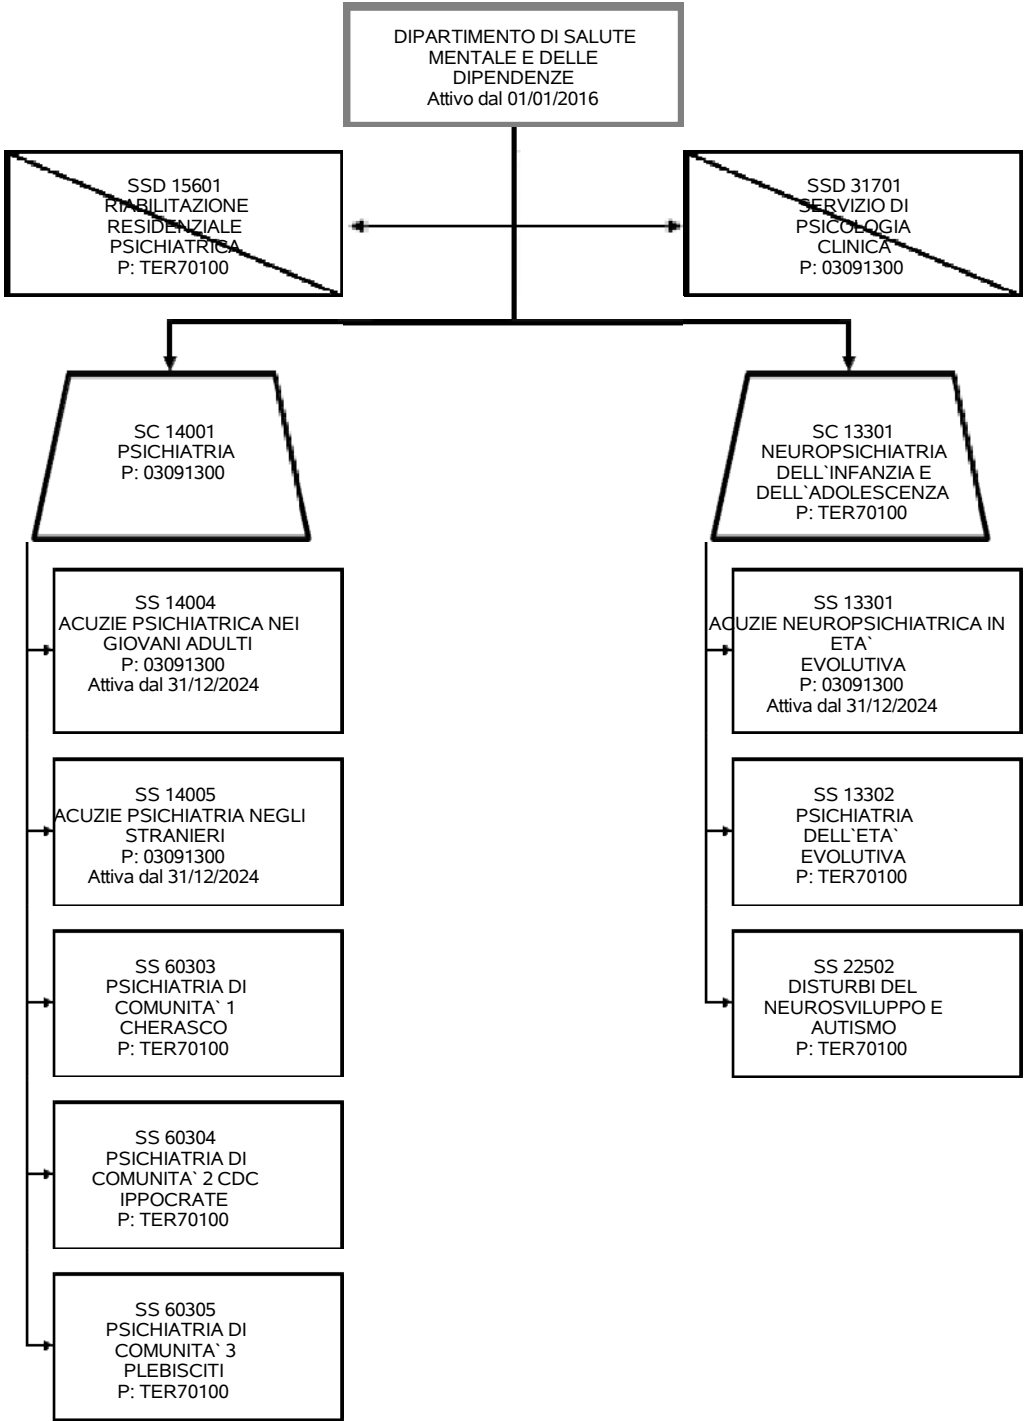 DIPARTIMENTO DI SALUTE
MENTALE E DELLE
DIPENDENZE
Attivo dal 01/01/2016
SSD 15601
RIABILITAZIONE
RESIDENZIALE
PSICHIATRICA
P: TER70100
SSD 31701
SERVIZIO DI
PSICOLOGIA
CLINICA
P: 03091300
SC 14001
PSICHIATRIA
P: 03091300
SC 13301
NEUROPSICHIATRIA
DELL`INFANZIA E
DELL`ADOLESCENZA
P: TER70100
SS 14004
ACUZIE PSICHIATRICA NEI
GIOVANI ADULTI
P: 03091300
Attiva dal 31/12/2024
SS 13301
ACUZIE NEUROPSICHIATRICA IN
ETA`
EVOLUTIVA
P: 03091300
Attiva dal 31/12/2024
SS 14005
ACUZIE PSICHIATRIA NEGLI
STRANIERI
P: 03091300
Attiva dal 31/12/2024
SS 13302
PSICHIATRIA
DELL`ETA`
EVOLUTIVA
P: TER70100
SS 60303
PSICHIATRIA DI
COMUNITA` 1
CHERASCO
P: TER70100
SS 22502
DISTURBI DEL
NEUROSVILUPPO E
AUTISMO
P: TER70100
SS 60304
PSICHIATRIA DI
COMUNITA` 2 CDC
IPPOCRATE
P: TER70100
SS 60305
PSICHIATRIA DI
COMUNITA` 3
PLEBISCITI
P: TER70100